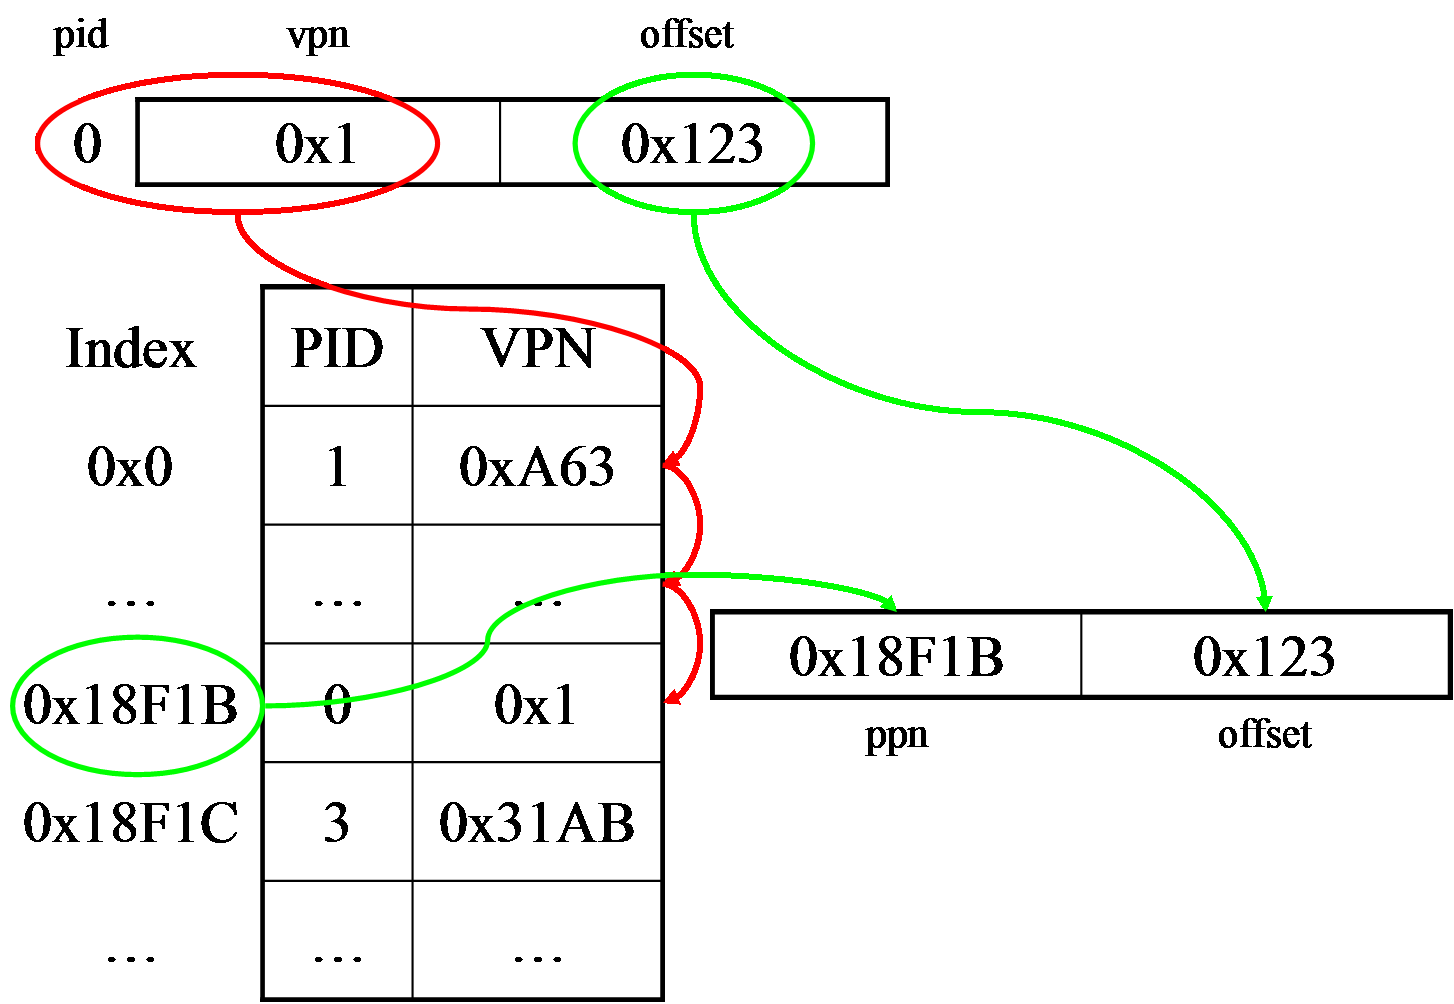 pid vpn offset
0 0x1 0x123
Index PID VPN
0x0 1 0xA63
... ... ...
0x18F1B 0 0x1
0x18F1B 0x123
ppn offset
0x18F1C 3 0x31AB
... ... ...